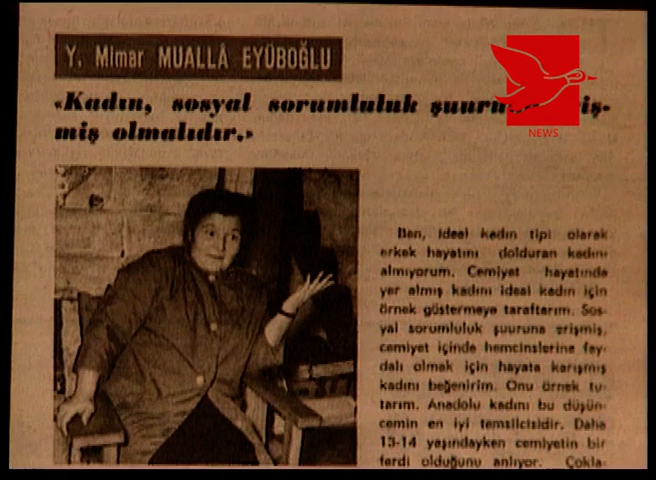 Y. Mimar MUALLÂ EYÜBOĞLU
«Kadın, sosyal sorumluluk
miş olmalıdır.»
NEWS
Ben, ideal kadın tipi olarak
erkek hayatını dolduran kadını
almıyorum. Cemiyet hayatında
yer almış kadını ideal kadın için
örnek göstermeye taraftarım. Sos-
yal sorumluluk şuuruna erişmiş,
cemiyet içinde hemcinslerine fay-
dalı olmak için hayata karışmış
kadını beğenirim. Onu örnek tu-
tarım. Anadolu kadını bu düşün-
cemin en iyi temsilcisidir. Daha
13-14 yaşındayken cemiyetin bir
ferdi olduğunu anlıyor. Çokla-